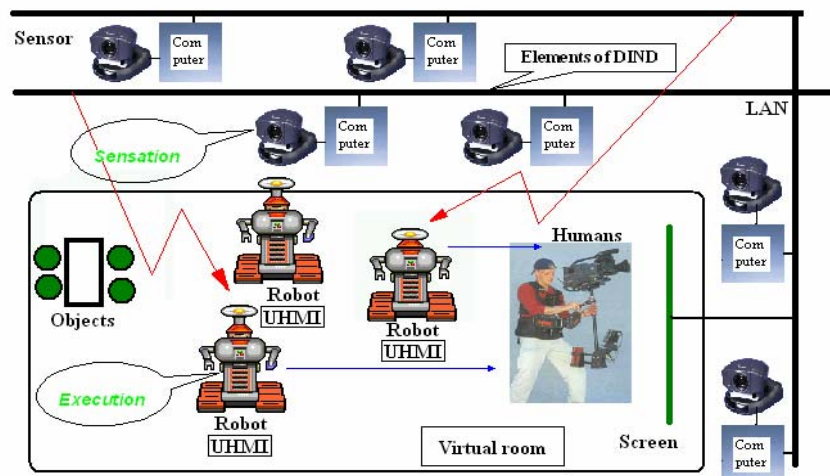 Sensor
Com
puter
Com
puter
Elements of DIND
LAN
Sensation
Com
puter
Com
puter
Com
puter
Humans
Objects
Robot
UHMI
Robot
UHMI
Execution
Robot
UHMI
Virtual room
Screen
Com
puter